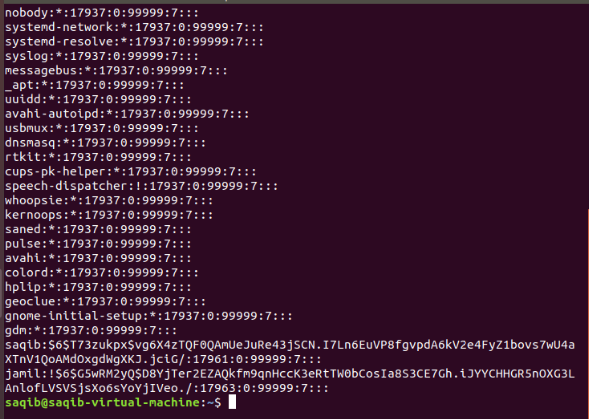 nobody:*:17937:0:99999:7:::
systemd-network:*:17937:0:99999:7:::
systemd-resolve:*:17937:0:99999:7:::
syslog:*:17937:0:99999:7:::
messagebus:*:17937:0:99999:7:::
_apt:*:17937:0:99999:7:::
uuidd:*:17937:0:99999:7:::
avahi-autoipd:*:17937:0:99999:7:::
usbmux:*:17937:0:99999:7:::
dnsmasq:*:17937:0:99999:7:::
rtkit:*:17937:0:99999:7:::
cups-pk-helper:*:17937:0:99999:7:::
speech-dispatcher:!:17937:0:99999:7:::
whoopsie:*:17937:0:99999:7:::
kernoops:*:17937:0:99999:7:::
saned:*:17937:0:99999:7:::
pulse:*:17937:0:99999:7:::
avahi:*:17937:0:99999:7:::
colord:*:17937:0:99999:7:::
hplip:*:17937:0:99999:7:::
geoclue:*:17937:0:99999:7:::
gnome-initial-setup:*:17937:0:99999:7:::
gdm:*:17937:0:99999:7:::
saqib:$6$T73zukpx$vg6X4zTQF0QAmUeJuRe43jSCN.I7Ln6EuVP8fgvpdA6kV2e4FyZ1bovs7wU4a
XTnV1QoAMdOxgdWgXKJ.jciG/:17961:0:99999:7:::
jamil:!$6$G5wRM2yQ$D8YjTer2EZAQkfm9qnHccK3eRtTW0bCosIa8S3CE7Gh.iJYYCHHGR5nOXG3L
AnlofLVSVSjsXo6sYoYjIVeo./:17963:0:99999:7:::
saqib@saqib-virtual-machine:~$